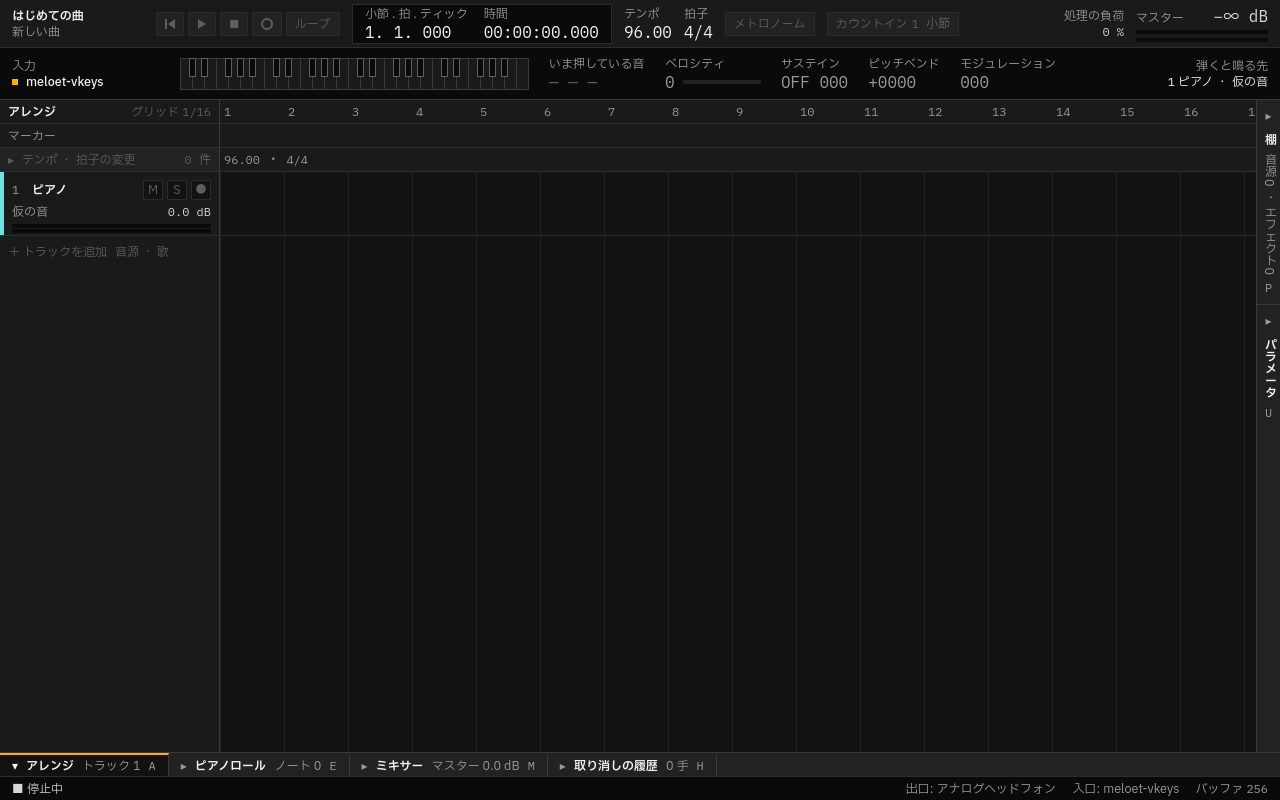 はじめての曲
新しい曲
ループ
小節 . 拍 . ティック 時間
1. 1. 000 00:00:00.000
テンポ 拍子
96.00 4/4
メトロノーム
カウントイン 1 小節
処理の負荷
0 %
マスター −∞ dB
入力
meloet-vkeys
いま押している音
— — —
ベロシティ
0
サステイン
OFF 000
ピッチベンド
+0000
モジュレーション
000
弾くと鳴る先
1 ピアノ · 仮の音
アレンジ グリッド 1/16
1 2 3 4 5 6 7 8 9 10 11 12 13 14 15 16
マーカー
▸ テンポ · 拍子の変更 0 件
96.00 · 4/4
1 ピアノ M S
仮の音 0.0 dB
＋ トラックを追加 音源 · 歌
▸ 棚 音源 0 · エフェクト 0 P
▸ パラメータ U
▾ アレンジ トラック 1 A
▸ ピアノロール ノート 0 E
▸ ミキサー マスター 0.0 dB M
▸ 取り消しの履歴 0 手 H
■ 停止中
出口: アナログヘッドフォン 入口: meloet-vkeys バッファ 256